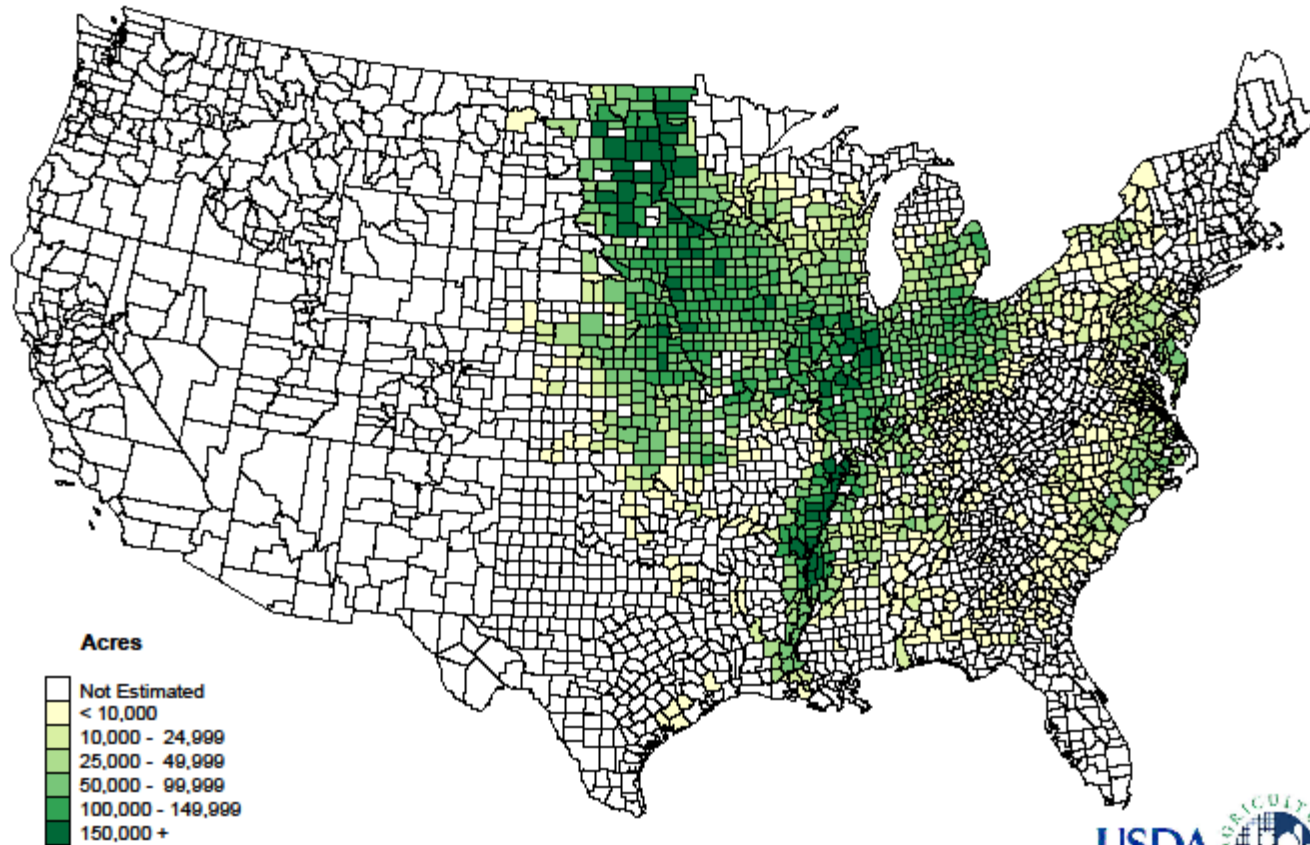 Acres
Not Estimated
< 10,000
10,000 - 24,999
25,000 - 49,999
50,000 - 99,999
100,000 - 149,999
150,000 +
USDA